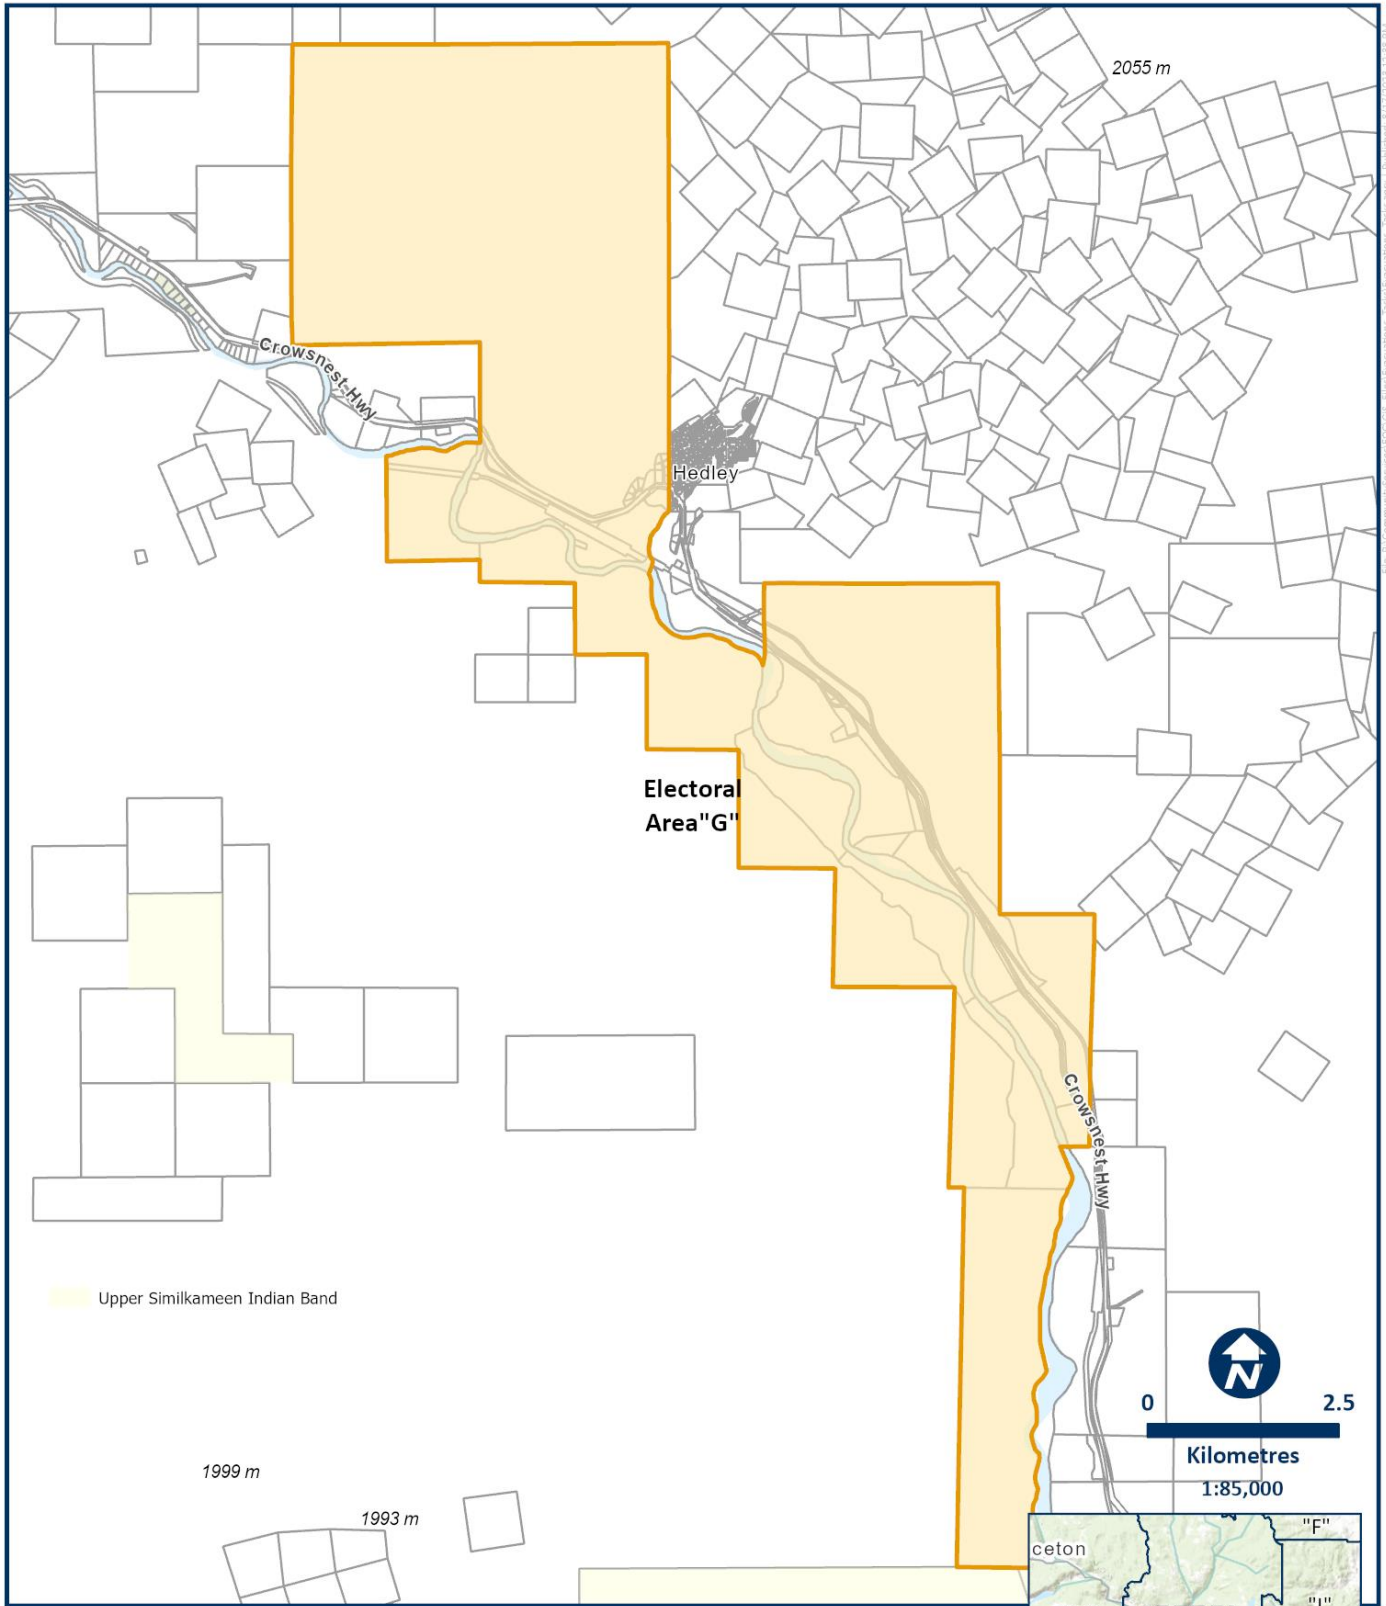 2055 m
Crowsnest Hwy
Hedley
Electoral
Area"G"
Crowsnest Hwy
Upper Similkameen Indian Band
0 2.5
Kilometres
1:85,000
N
1999 m
1993 m
"F"
ceton
"I"